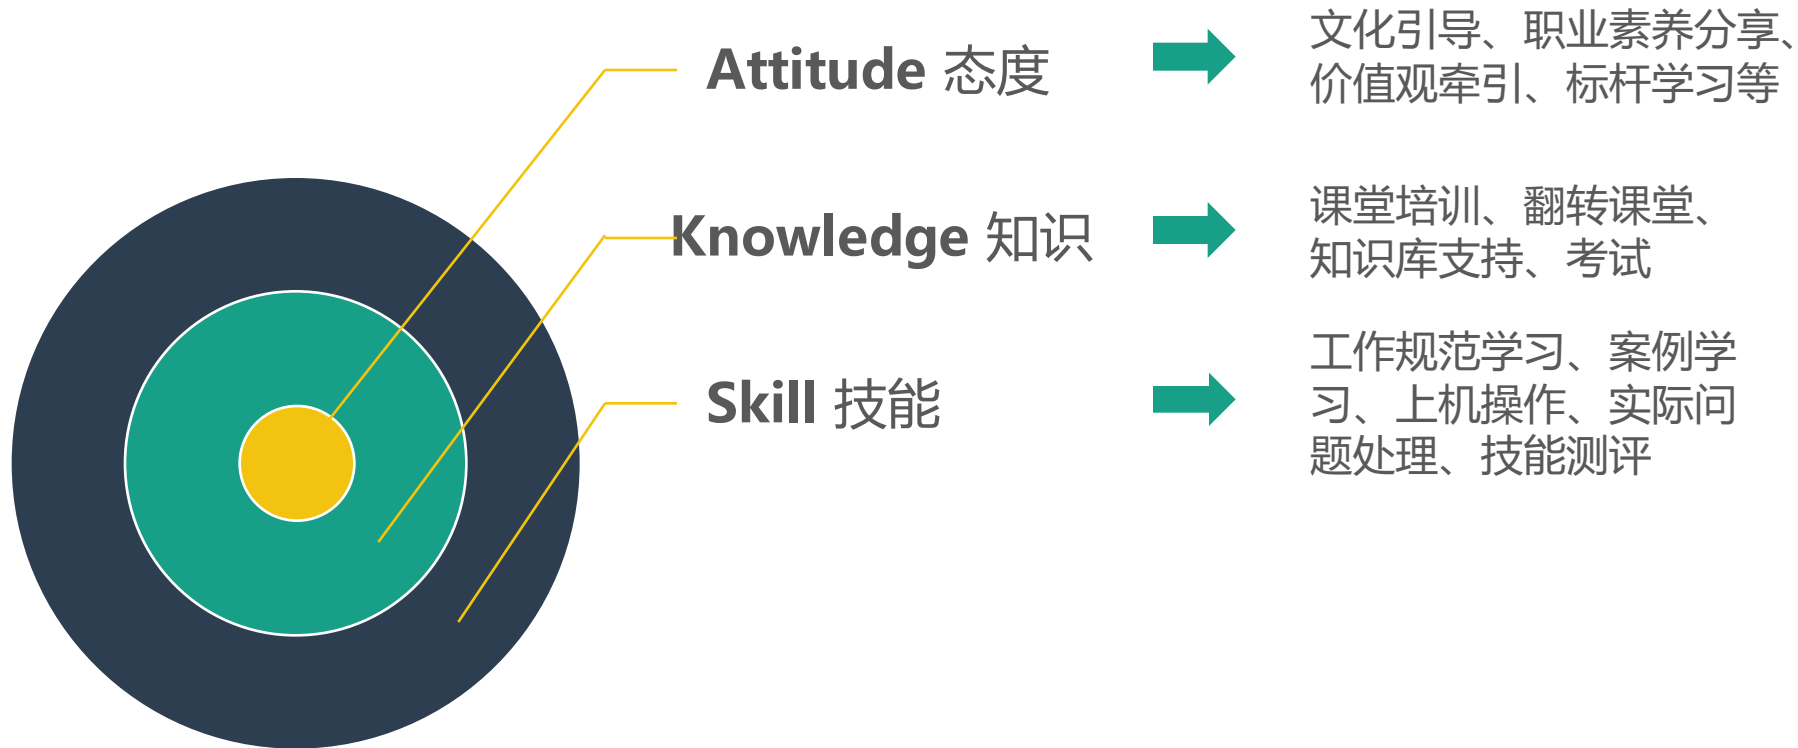 Attitude 态度
文化引导、职业素养分享、
价值观牵引、标杆学习等
Knowledge 知识
课堂培训、翻转课堂、
知识库支持、考试
Skill 技能
工作规范学习、案例学
习、上机操作、实际问
题处理、技能测评